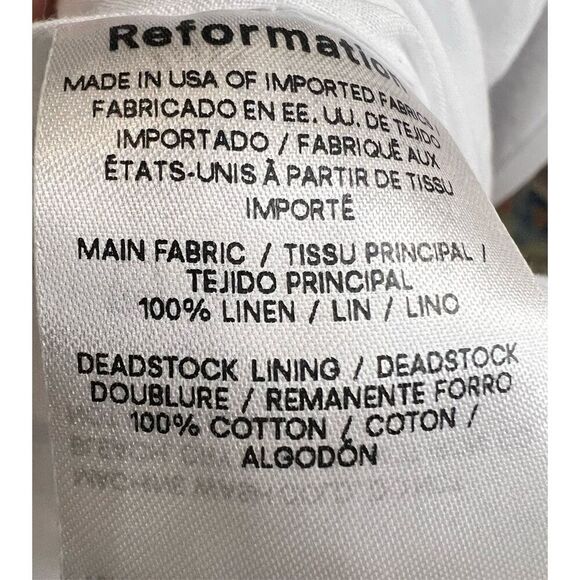 Reformation
MADE IN USA OF IMPORTED FABRIC /
FABRICADO EN EE. UU. DE TEJIDO
IMPORTADO / FABRIQUÉ AUX
ÉTATS-UNIS À PARTIR DE TISSU
IMPORTÉ
MAIN FABRIC / TISSU PRINCIPAL /
TEJIDO PRINCIPAL
100% LINEN / LIN / LINO
DEADSTOCK LINING / DEADSTOCK
DOUBLURE / REMANENTE FORRO
100% COTTON / COTON /
ALGODÓN